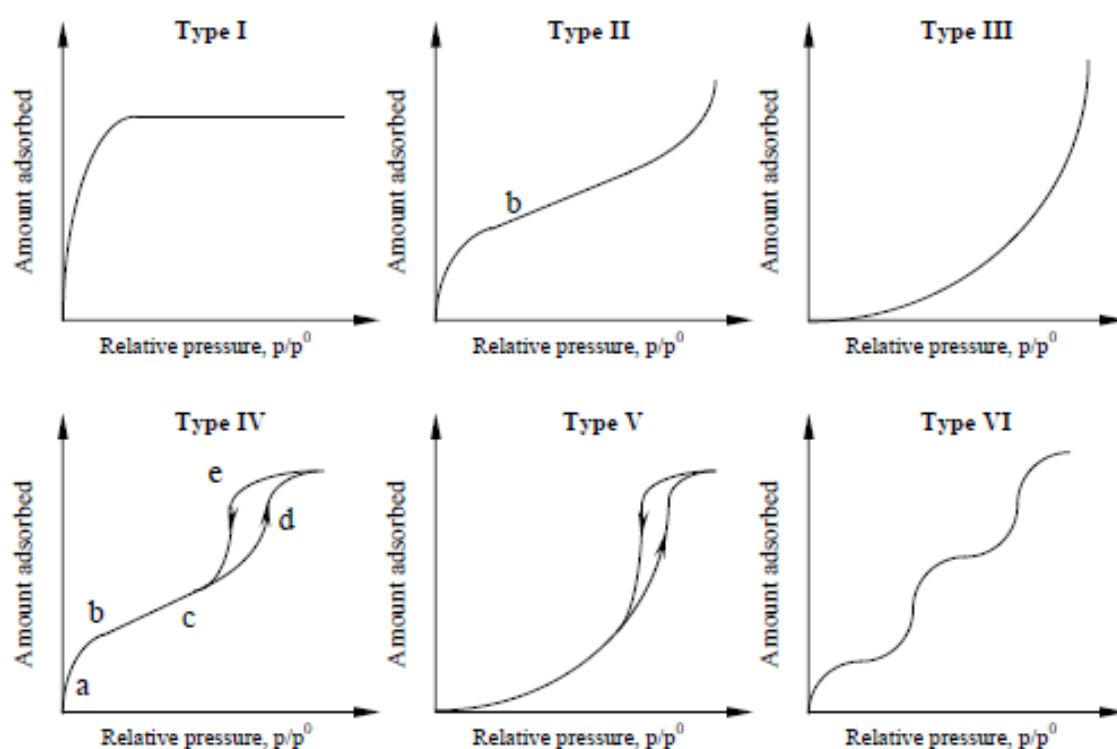 Type I
Amount adsorbed
Relative pressure, p/p⁰
Type II
Amount adsorbed
b
Relative pressure, p/p⁰
Type III
Amount adsorbed
Relative pressure, p/p⁰
Type IV
Amount adsorbed
e
d
b
c
a
Relative pressure, p/p⁰
Type V
Amount adsorbed
Relative pressure, p/p⁰
Type VI
Amount adsorbed
Relative pressure, p/p⁰